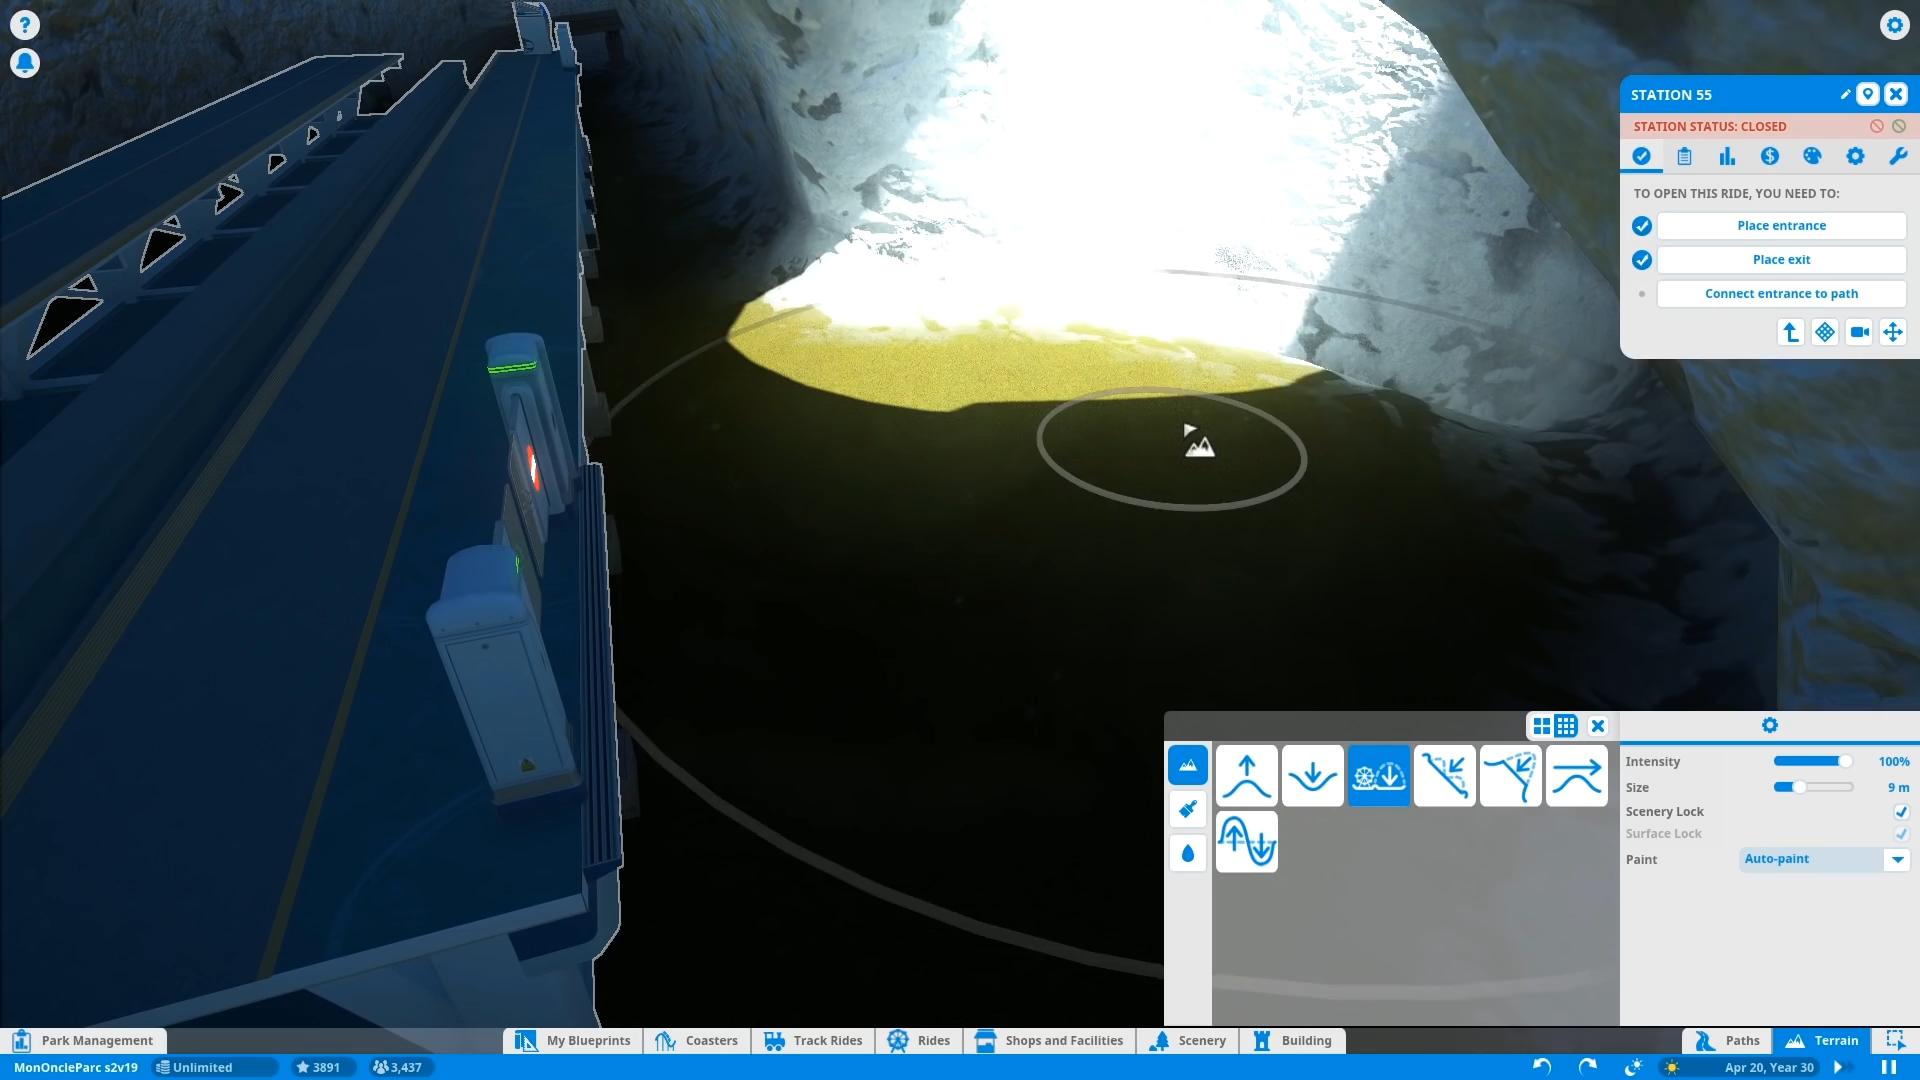 ?
STATION 55
STATION STATUS: CLOSED
TO OPEN THIS RIDE, YOU NEED TO:
Place entrance
Place exit
Connect entrance to path
Intensity 100%
Size 9 m
Scenery Lock
Surface Lock
Paint Auto-paint
Park Management My Blueprints Coasters Track Rides Rides Shops and Facilities Scenery Building Paths Terrain
MonOncleParc s2v19 Unlimited 3891 3,437 Apr 20, Year 30